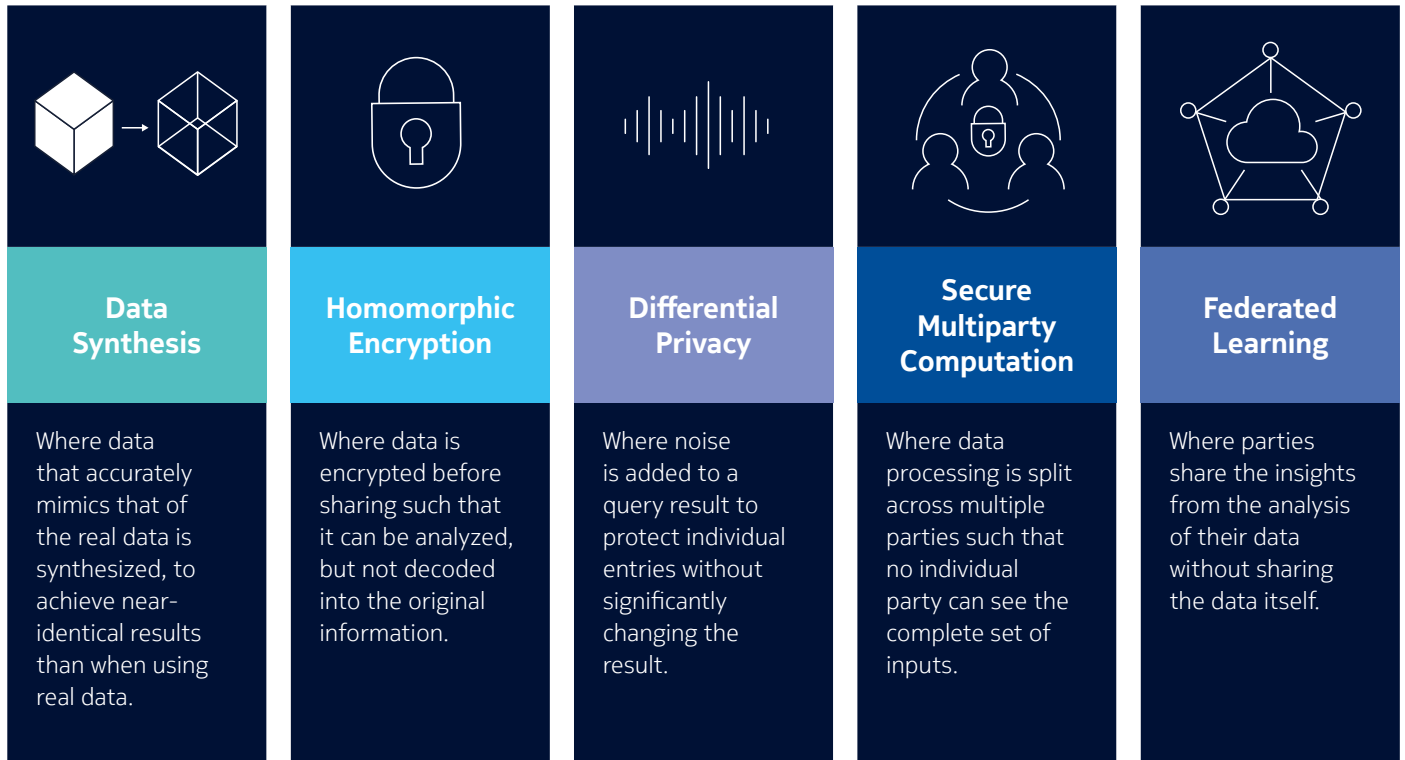 Data
Synthesis
Where data
that accurately
mimics that of
the real data is
synthesized, to
achieve near-
identical results
than when using
real data.
Homomorphic
Encryption
Where data is
encrypted before
sharing such that
it can be analyzed,
but not decoded
into the original
information.
Differential
Privacy
Where noise
is added to a
query result to
protect individual
entries without
significantly
changing the
result.
Secure
Multiparty
Computation
Where data
processing is split
across multiple
parties such that
no individual
party can see the
complete set of
inputs.
Federated
Learning
Where parties
share the insights
from the analysis
of their data
without sharing
the data itself.